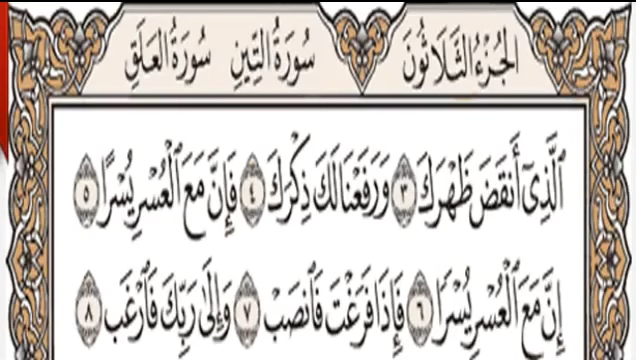 الجُزْءُ الثَّلَاثُونَ سُورَةُ التِّينِ سُورَةُ العَلَقِ
ٱلَّذِىٓ أَنقَضَ ظَهْرَكَ ٣ وَرَفَعْنَا لَكَ ذِكْرَكَ ٤ فَإِنَّ مَعَ ٱلْعُسْرِ يُسْرًا ٥
إِنَّ مَعَ ٱلْعُسْرِ يُسْرًا ٦ فَإِذَا فَرَغْتَ فَٱنصَبْ ٧ وَإِلَىٰ رَبِّكَ فَٱرْغَب ٨